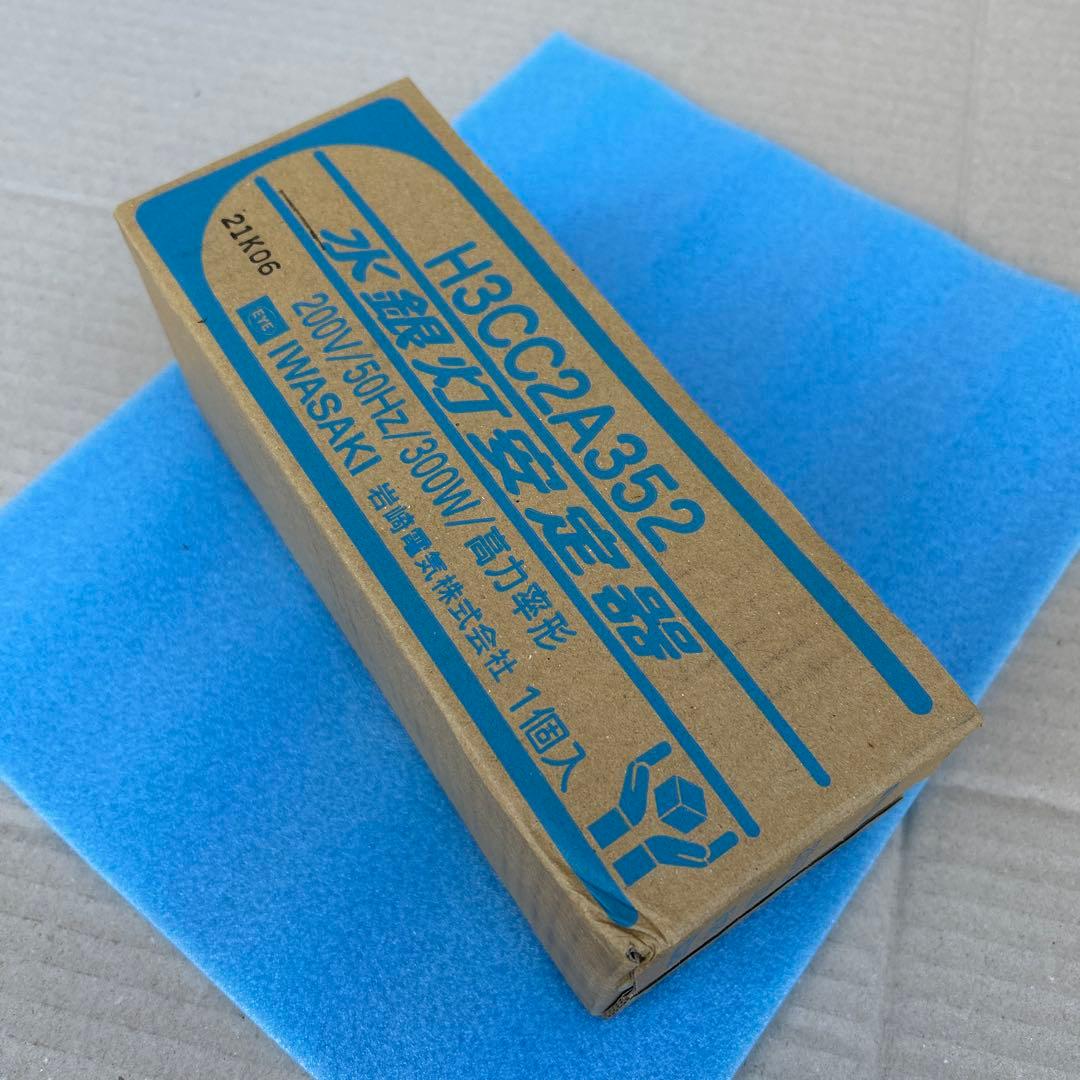 H3CC2A352
水銀灯安定器
200V/50Hz/300W/高力率形
EYE IWASAKI 岩崎電気株式会社 1個入
21K06